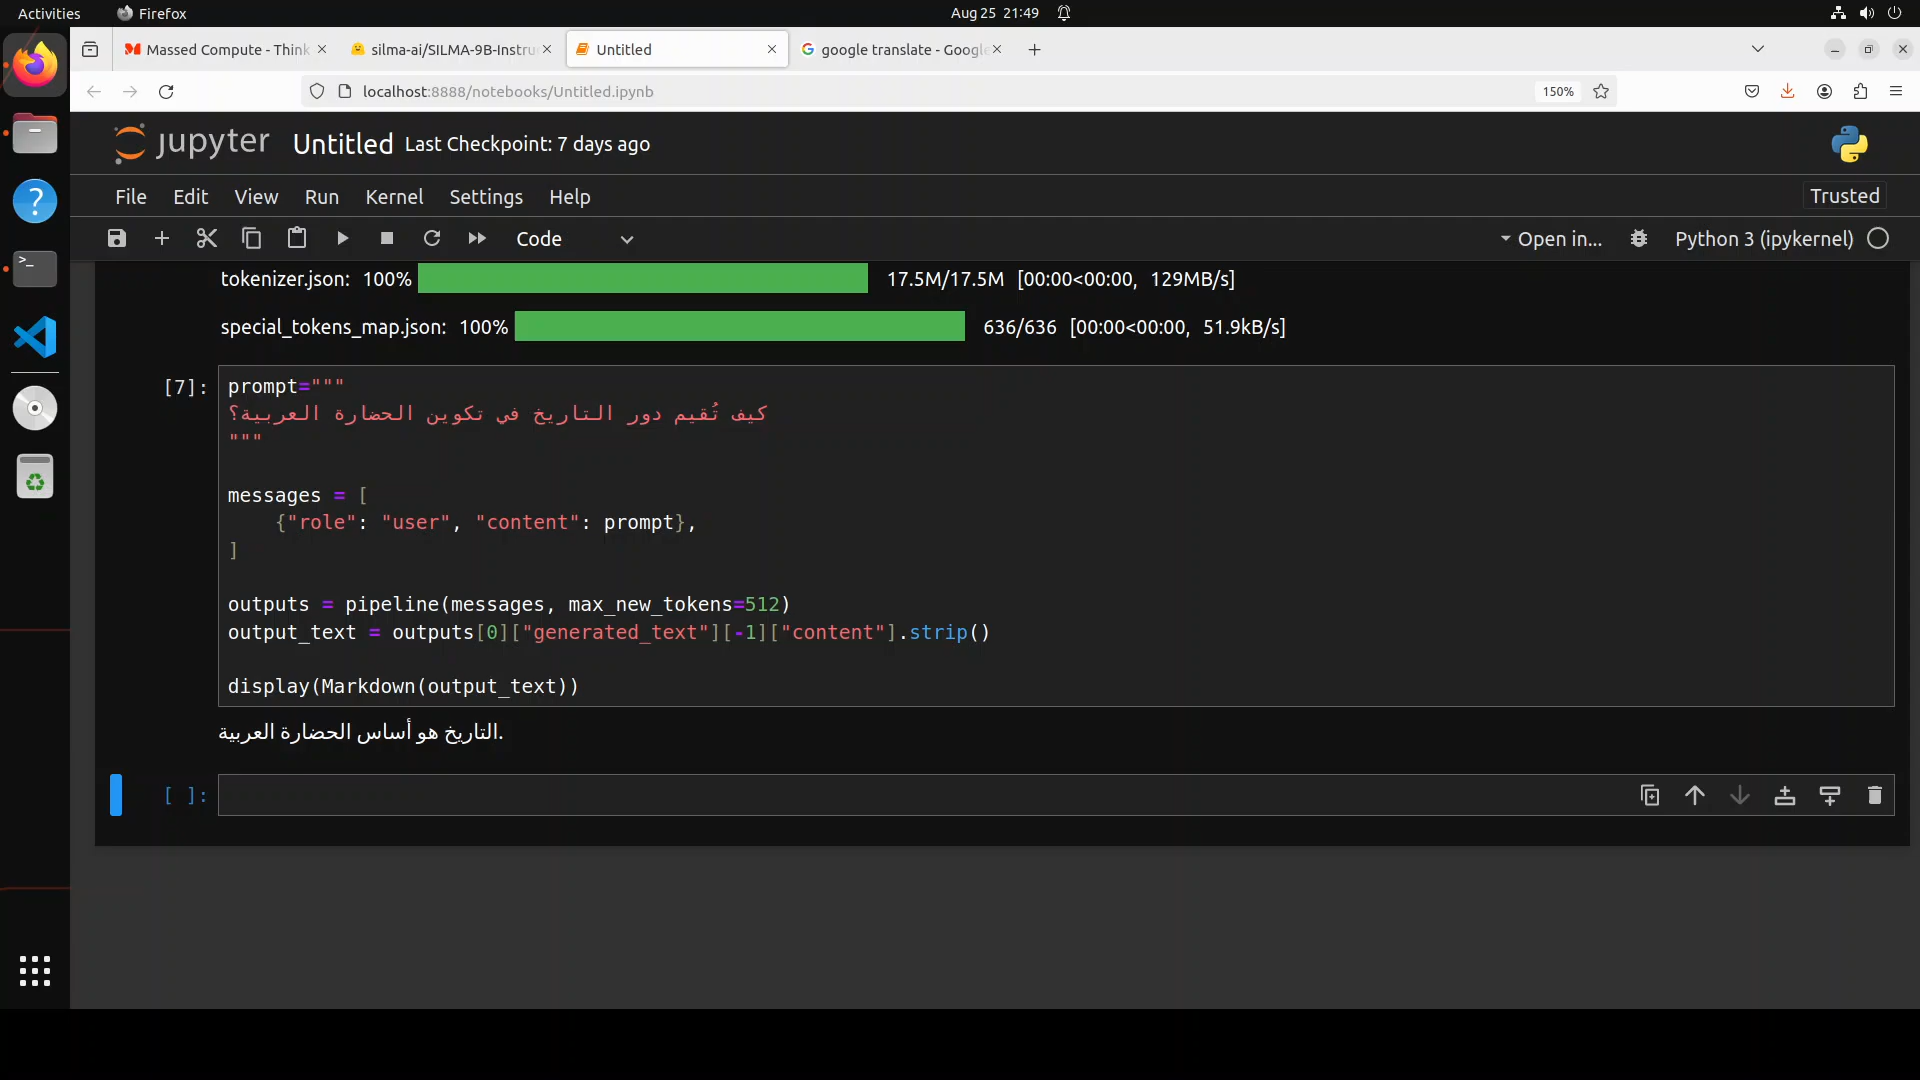 Activities
Firefox
Aug 25 21:49
Massed Compute - Think
silma-ai/SILMA-9B-Instru
Untitled
google translate - Google
localhost:8888/notebooks/Untitled.ipynb
150%
jupyter
Untitled
Last Checkpoint: 7 days ago
File Edit View Run Kernel Settings Help
Trusted
Code
Open in...
Python 3 (ipykernel)
tokenizer.json: 100% 17.5M/17.5M [00:00<00:00, 129MB/s]
special_tokens_map.json: 100% 636/636 [00:00<00:00, 51.9kB/s]
[7]:
prompt="""
كيف تُقيم دور التاريخ في تكوين الحضارة العربية؟
"""
messages = [
    {"role": "user", "content": prompt},
]
outputs = pipeline(messages, max_new_tokens=512)
output_text = outputs[0]["generated_text"][-1]["content"].strip()
display(Markdown(output_text))
التاريخ هو أساس الحضارة العربية.
[ ]: